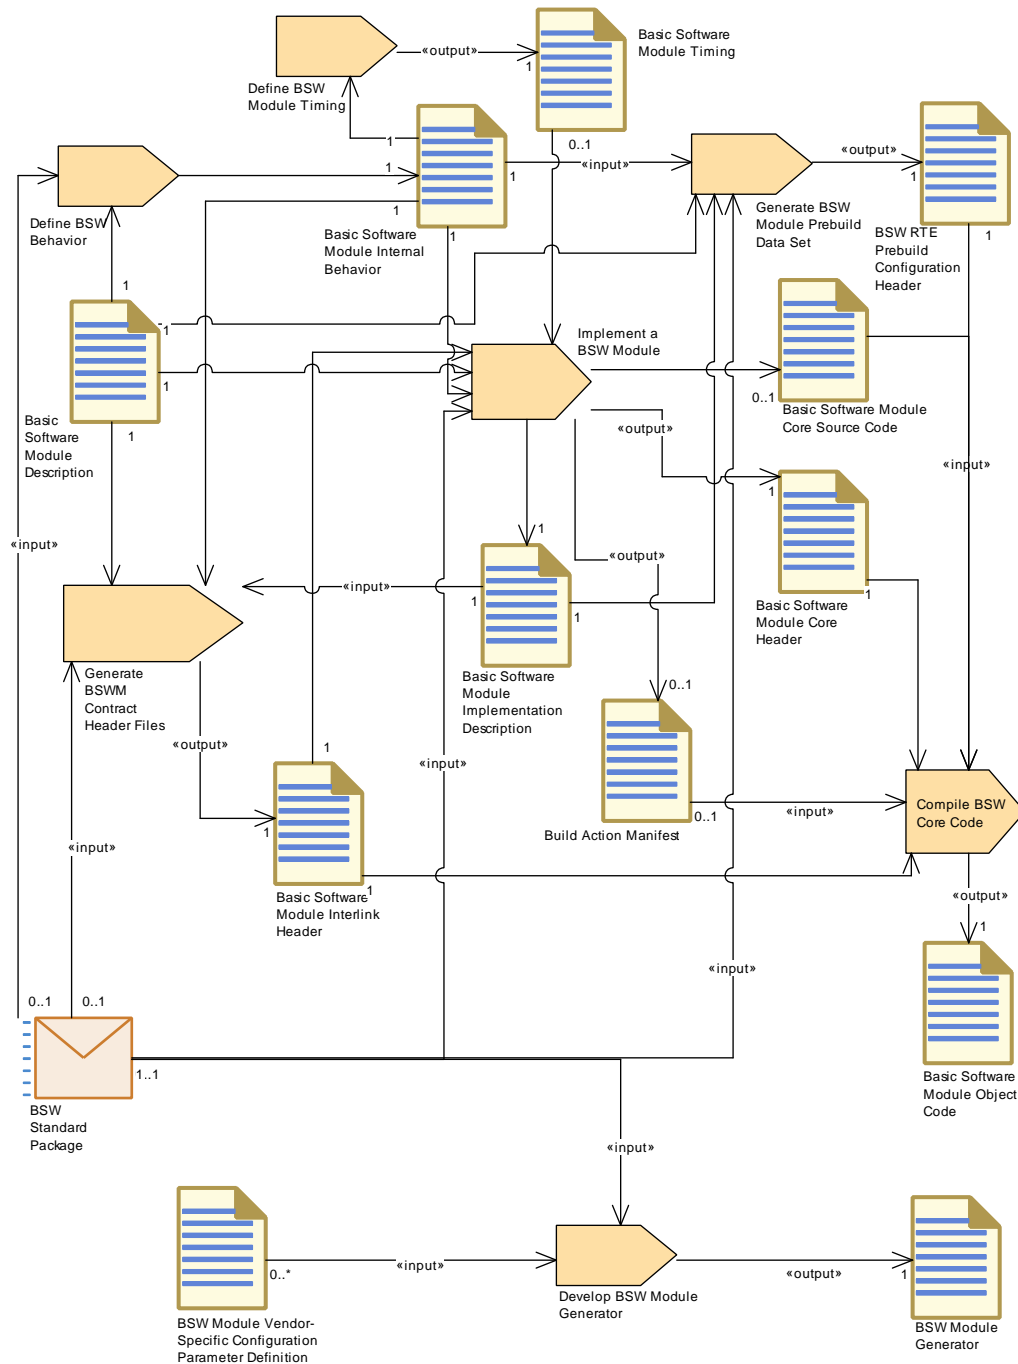 Basic Software
Module Timing
«output»
1
Define BSW
Module Timing
0..1
1
1
1
«input»
«output»
1
1
Define BSW
Behavior
1
Basic Software
Module Internal
Behavior
1
Generate BSW
Module Prebuild
Data Set
BSW RTE
Prebuild
Configuration
Header
1
1
1
1
Implement a
BSW Module
0..1
Basic Software Module
Core Source Code
«output»
Basic
Software
Module
Description
1
«input»
1
«input»
1
«output»
«input»
1
1
Basic Software
Module Core
Header
1
Generate
BSWM
Contract
Header Files
Basic Software
Module
Implementation
Description
0..1
«output»
1
«input»
1
Build Action Manifest
0..1
«input»
Compile BSW
Core Code
«input»
1
Basic Software
Module Interlink
Header
«output»
1
«input»
0..1
0..1
1..1
BSW
Standard
Package
Basic Software
Module Object
Code
«input»
«input»
0..*
Develop BSW Module
Generator
«output»
1
BSW Module Vendor-
Specific Configuration
Parameter Definition
BSW Module
Generator